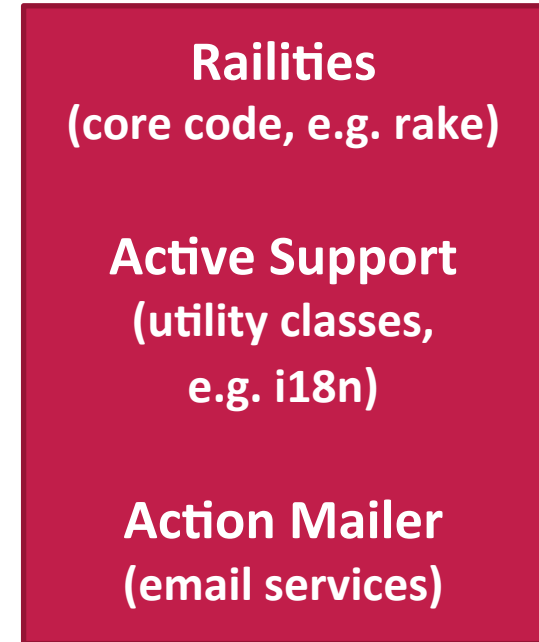 Railities
(core code, e.g. rake)
Active Support
(utility classes,
e.g. i18n)
Action Mailer
(email services)